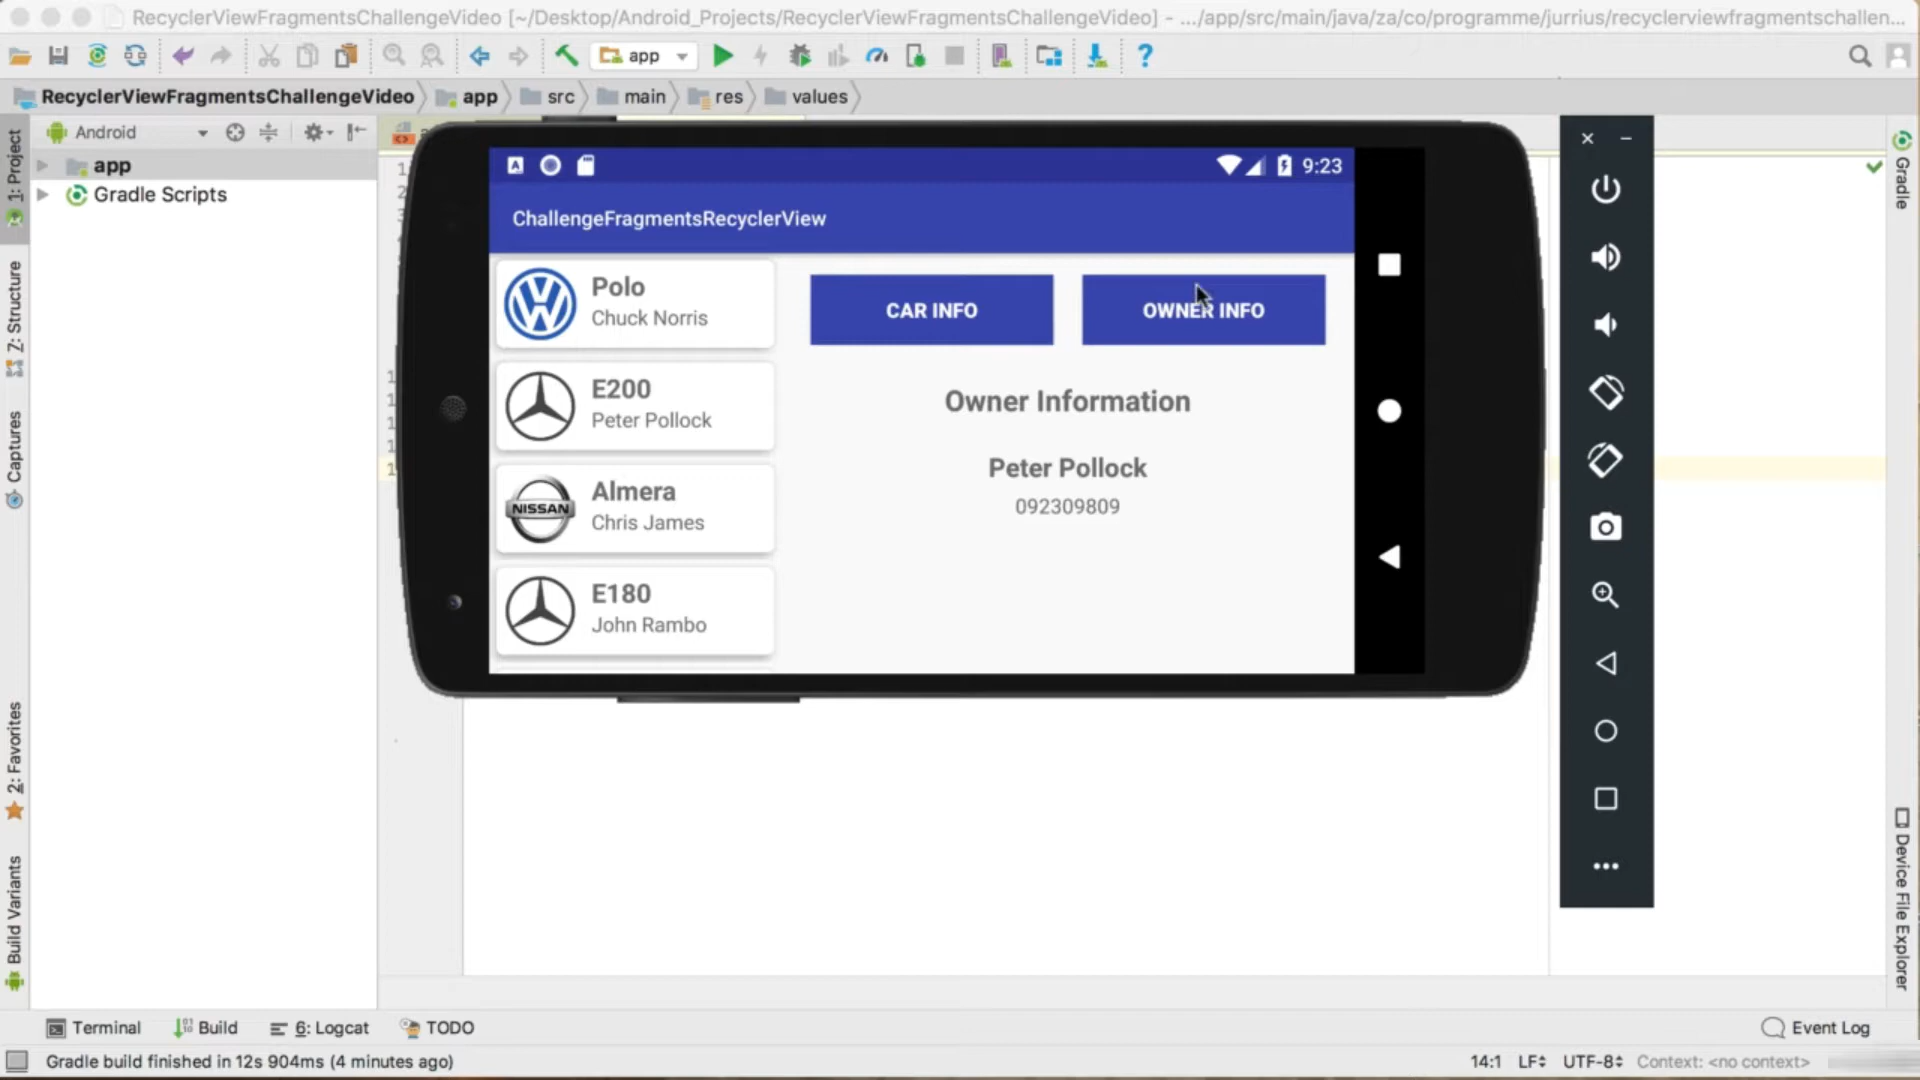 RecyclerViewFragmentsChallengeVideo [~/Desktop/Android_Projects/RecyclerViewFragmentsChallengeVideo] - .../app/src/main/java/za/co/programme/jurrius/recyclerviewfragmentschallen...
app
RecyclerViewFragmentsChallengeVideo app src main res values
Android
app
Gradle Scripts
1: Project
Z: Structure
Captures
2: Favorites
Build Variants
Gradle
Device File Explorer
9:23
ChallengeFragmentsRecyclerView
Polo
Chuck Norris
E200
Peter Pollock
NISSAN
Almera
Chris James
E180
John Rambo
CAR INFO
OWNER INFO
Owner Information
Peter Pollock
092309809
Terminal
Build
6: Logcat
TODO
Event Log
Gradle build finished in 12s 904ms (4 minutes ago)
14:1 LF UTF-8 Context: <no context>